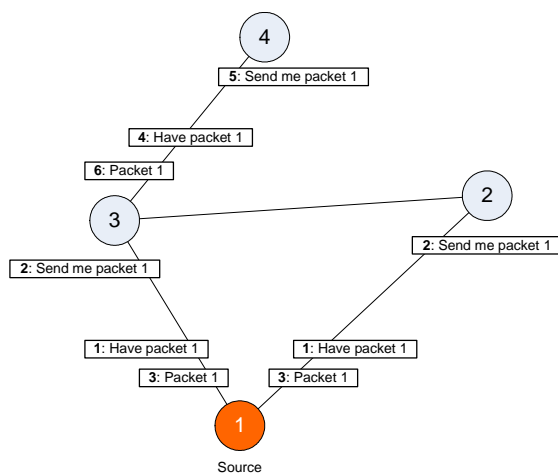 4
5: Send me packet 1
4: Have packet 1
6: Packet 1
2
3
2: Send me packet 1
2: Send me packet 1
1: Have packet 1
1: Have packet 1
3: Packet 1
3: Packet 1
1
Source